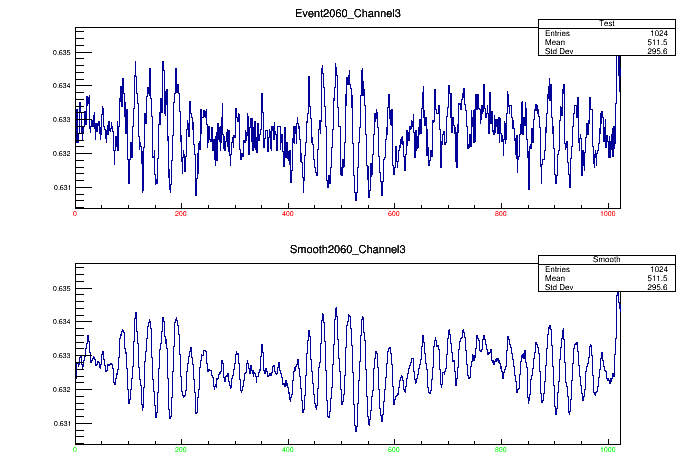 Event2060_Channel3
Test
Entries 1024
Mean 511.5
Std Dev 295.6
0.635
0.634
0.633
0.632
0.631
0 200 400 600 800 1000
Smooth2060_Channel3
Smooth
Entries 1024
Mean 511.5
Std Dev 295.6
0.635
0.634
0.633
0.632
0.631
0 200 400 600 800 1000